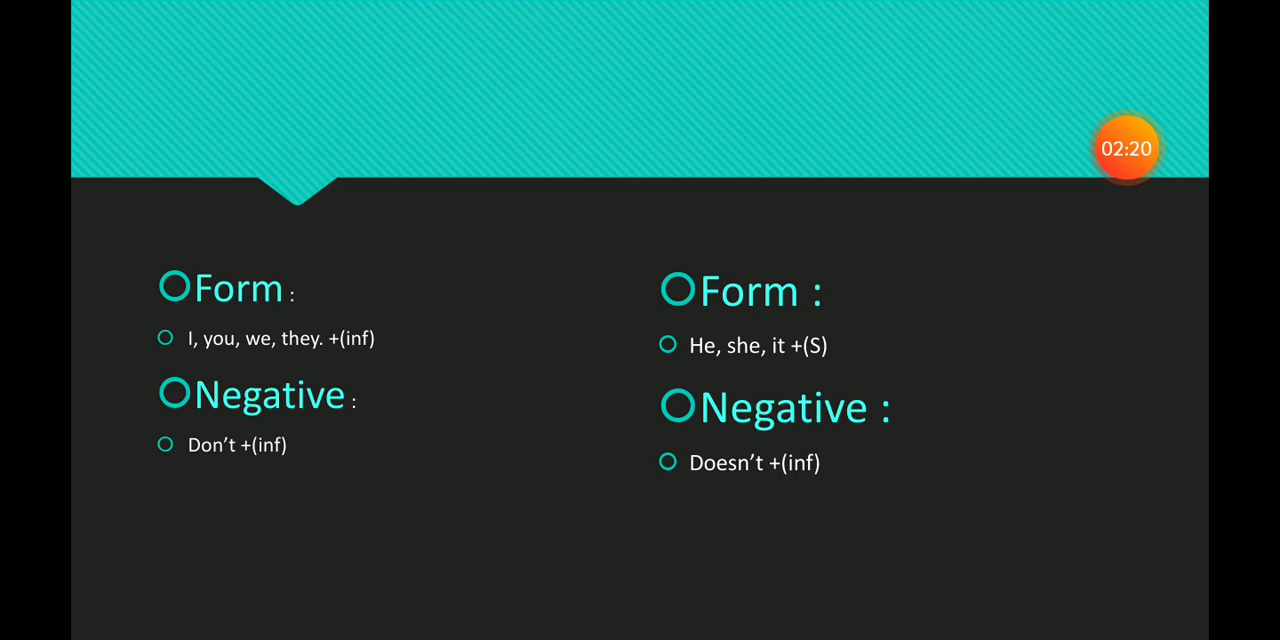 02:20
Form :
I, you, we, they. +(inf)
Negative :
Don’t +(inf)
Form :
He, she, it +(S)
Negative :
Doesn’t +(inf)